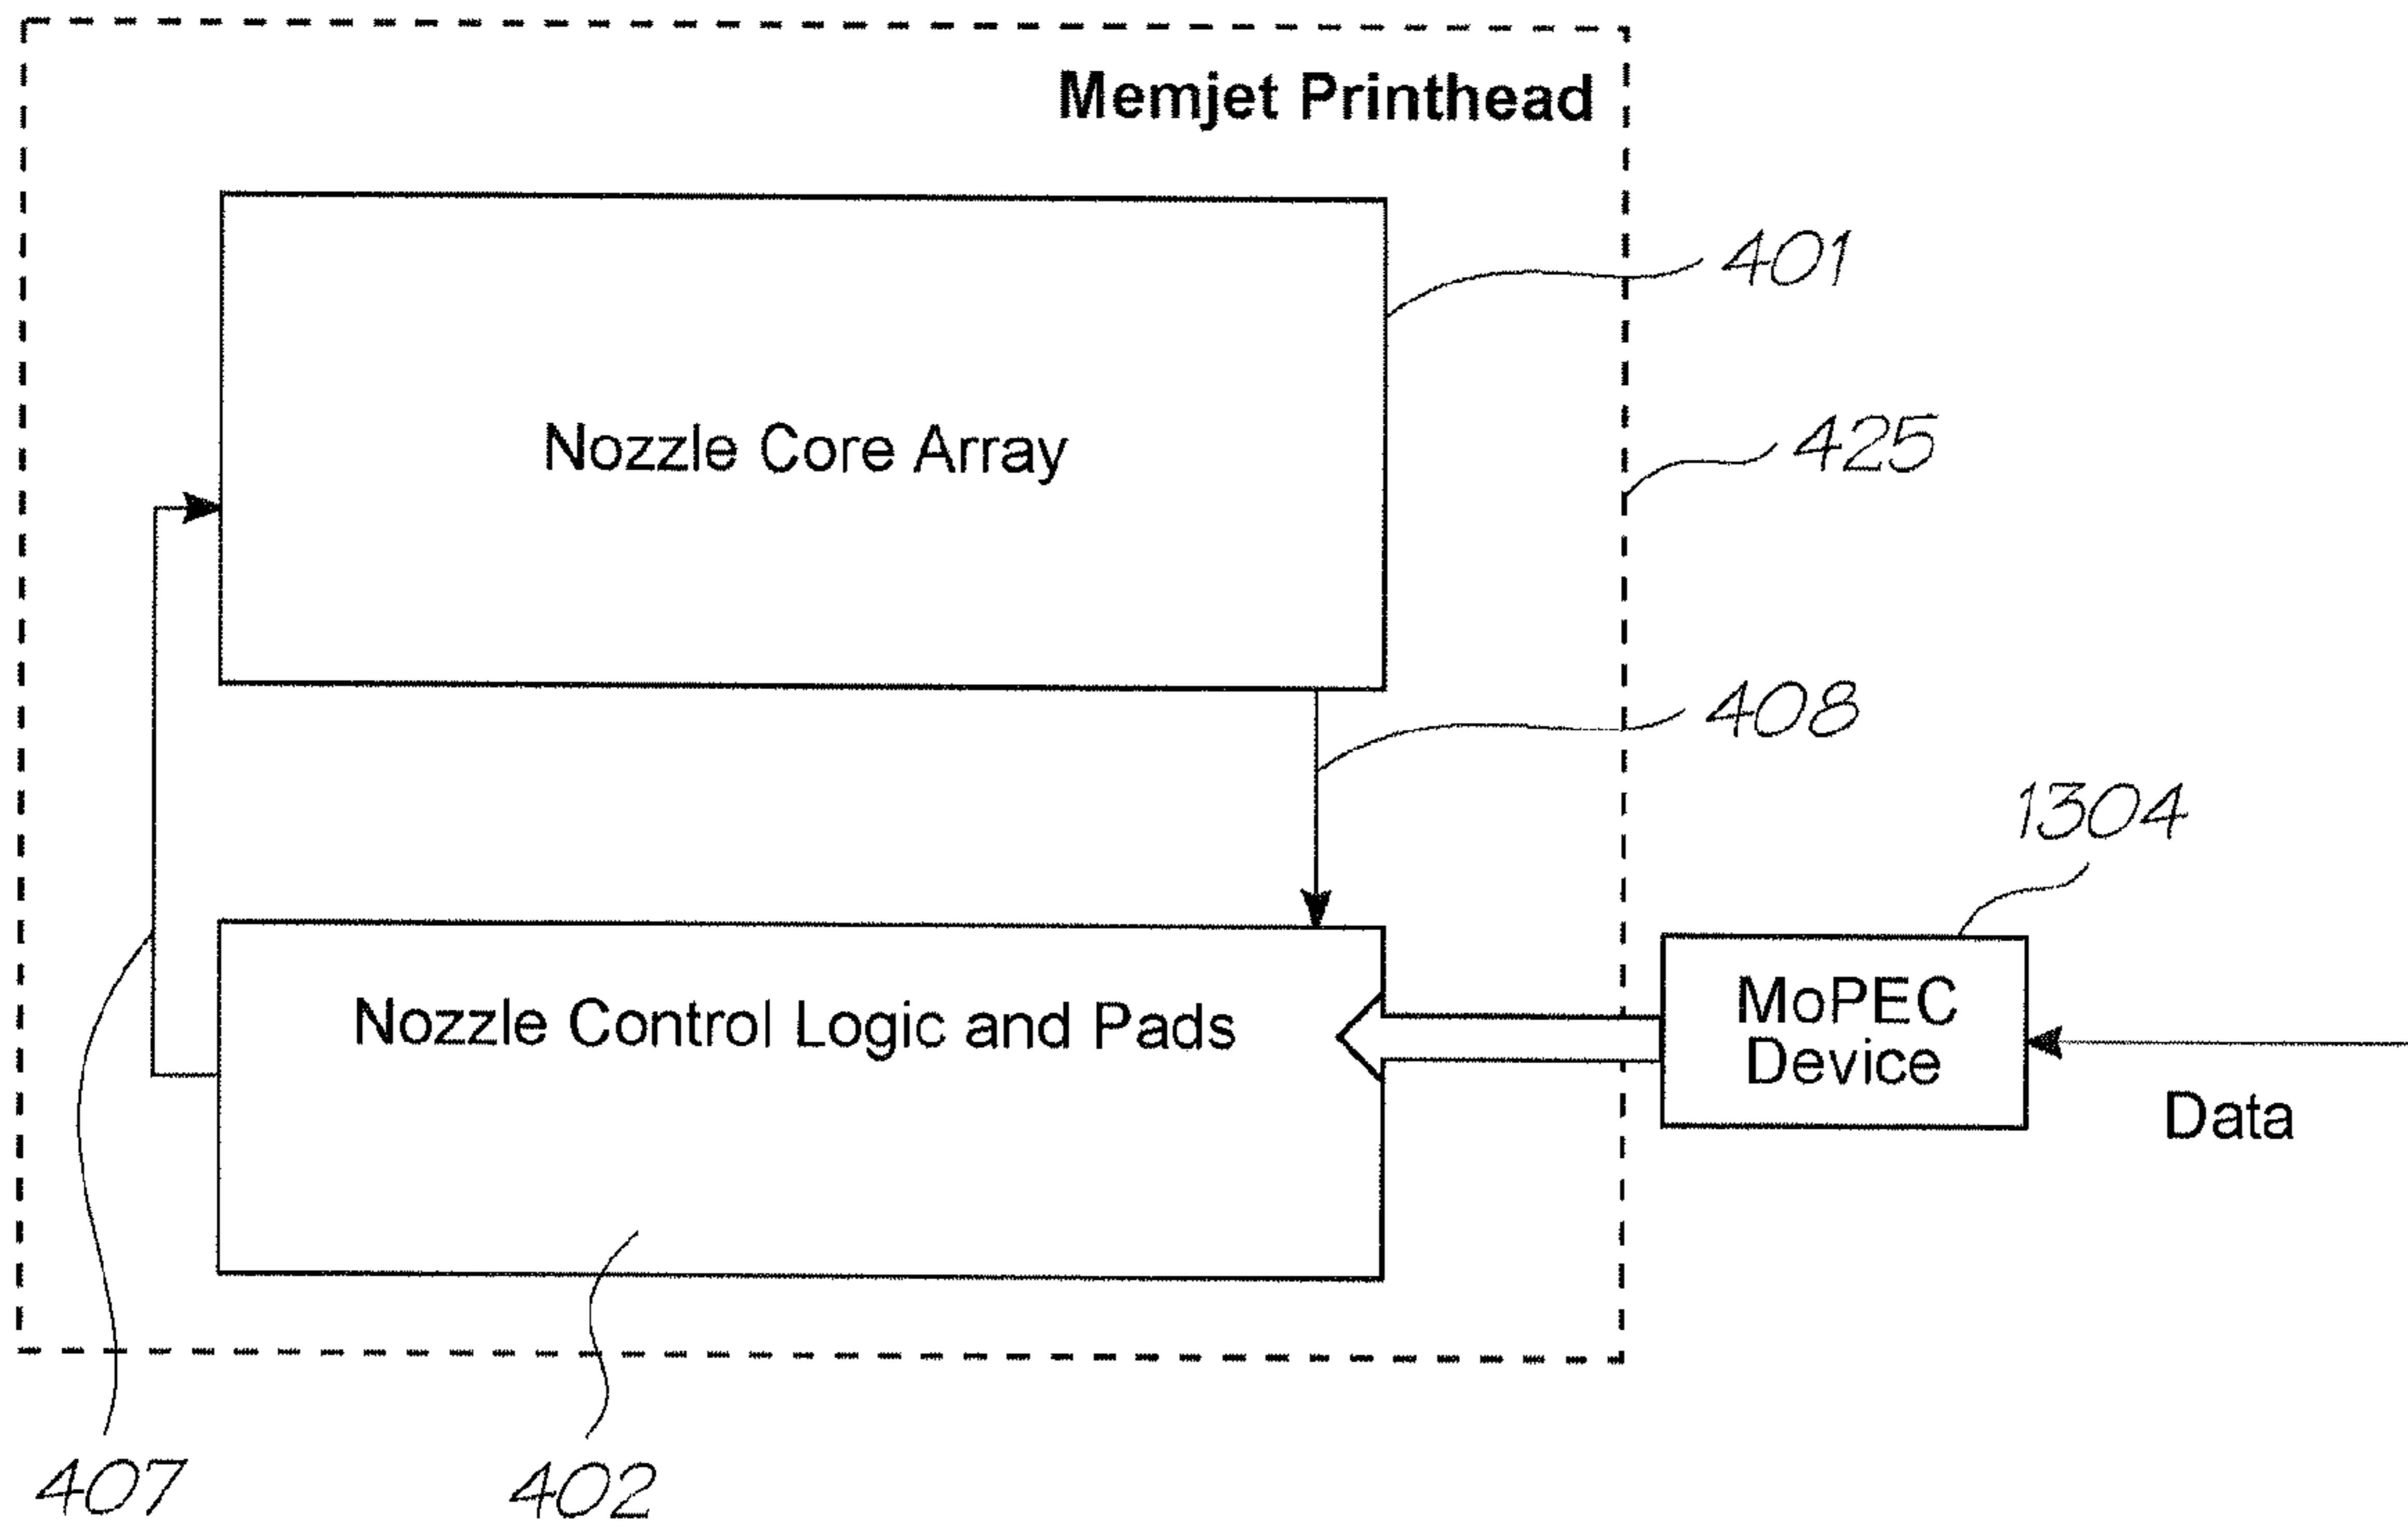 Memjet Printhead
401
Nozzle Core Array
425
408
1304
Nozzle Control Logic and Pads
MoPEC
Device
Data
407
402